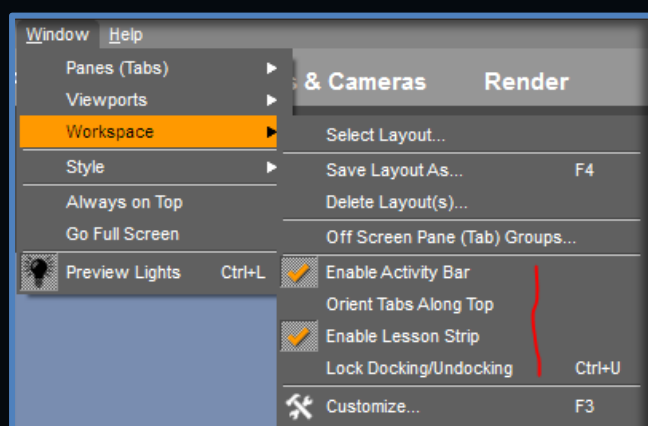 Window Help
Panes (Tabs)
& Cameras Render
Viewports
Workspace
Select Layout...
Style
Save Layout As... F4
Always on Top
Delete Layout(s)...
Go Full Screen
Off Screen Pane (Tab) Groups...
Preview Lights Ctrl+L
Enable Activity Bar
Orient Tabs Along Top
Enable Lesson Strip
Lock Docking/Undocking Ctrl+U
Customize... F3